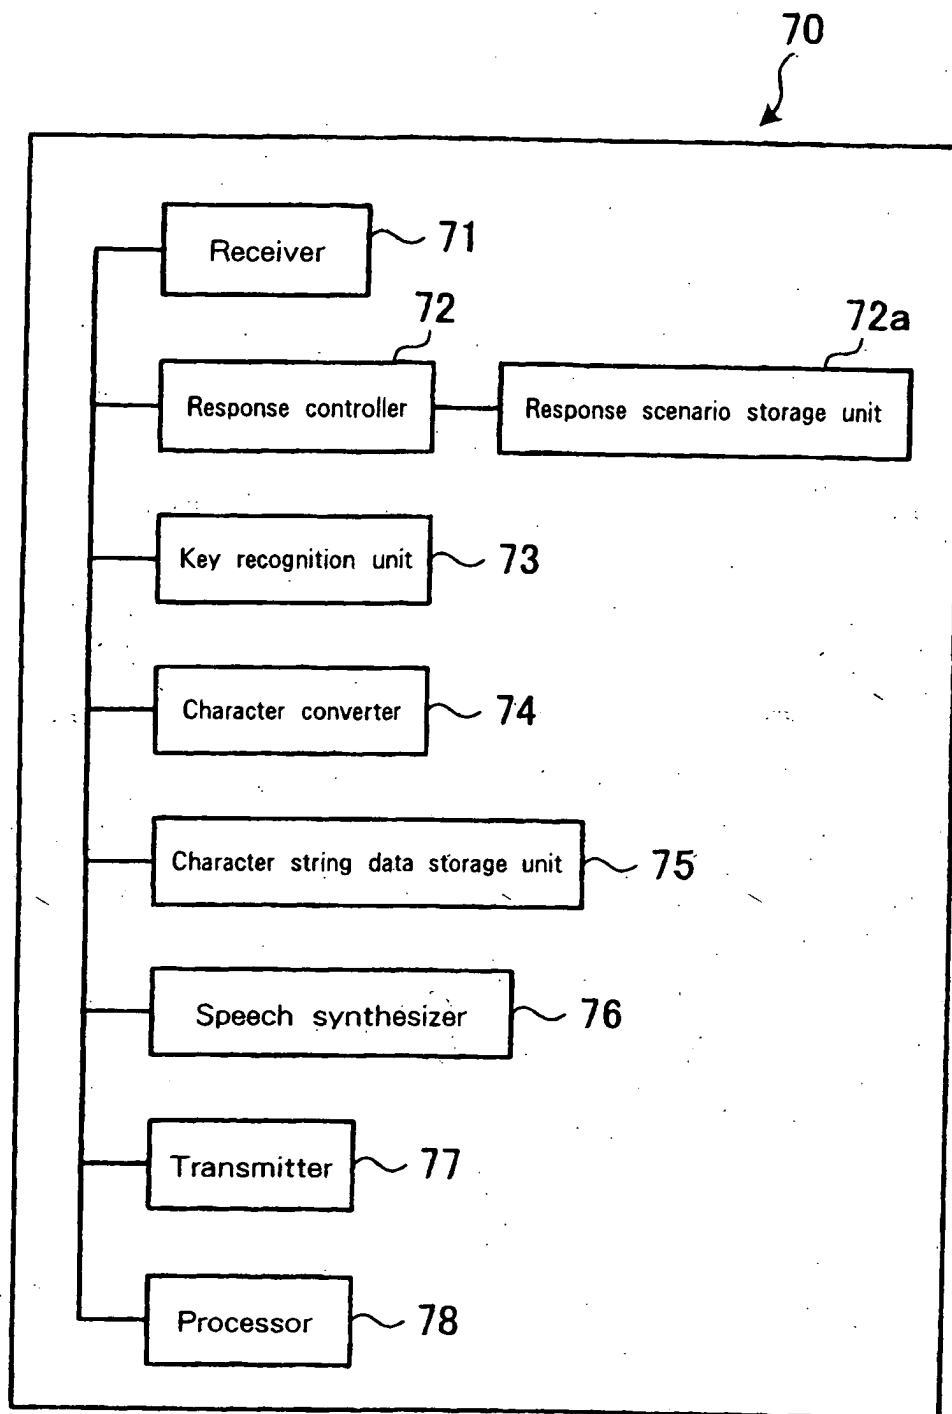 70
Receiver
71
72
72a
Response controller
Response scenario storage unit
Key recognition unit
73
Character converter
74
Character string data storage unit
75
Speech synthesizer
76
Transmitter
77
Processor
78